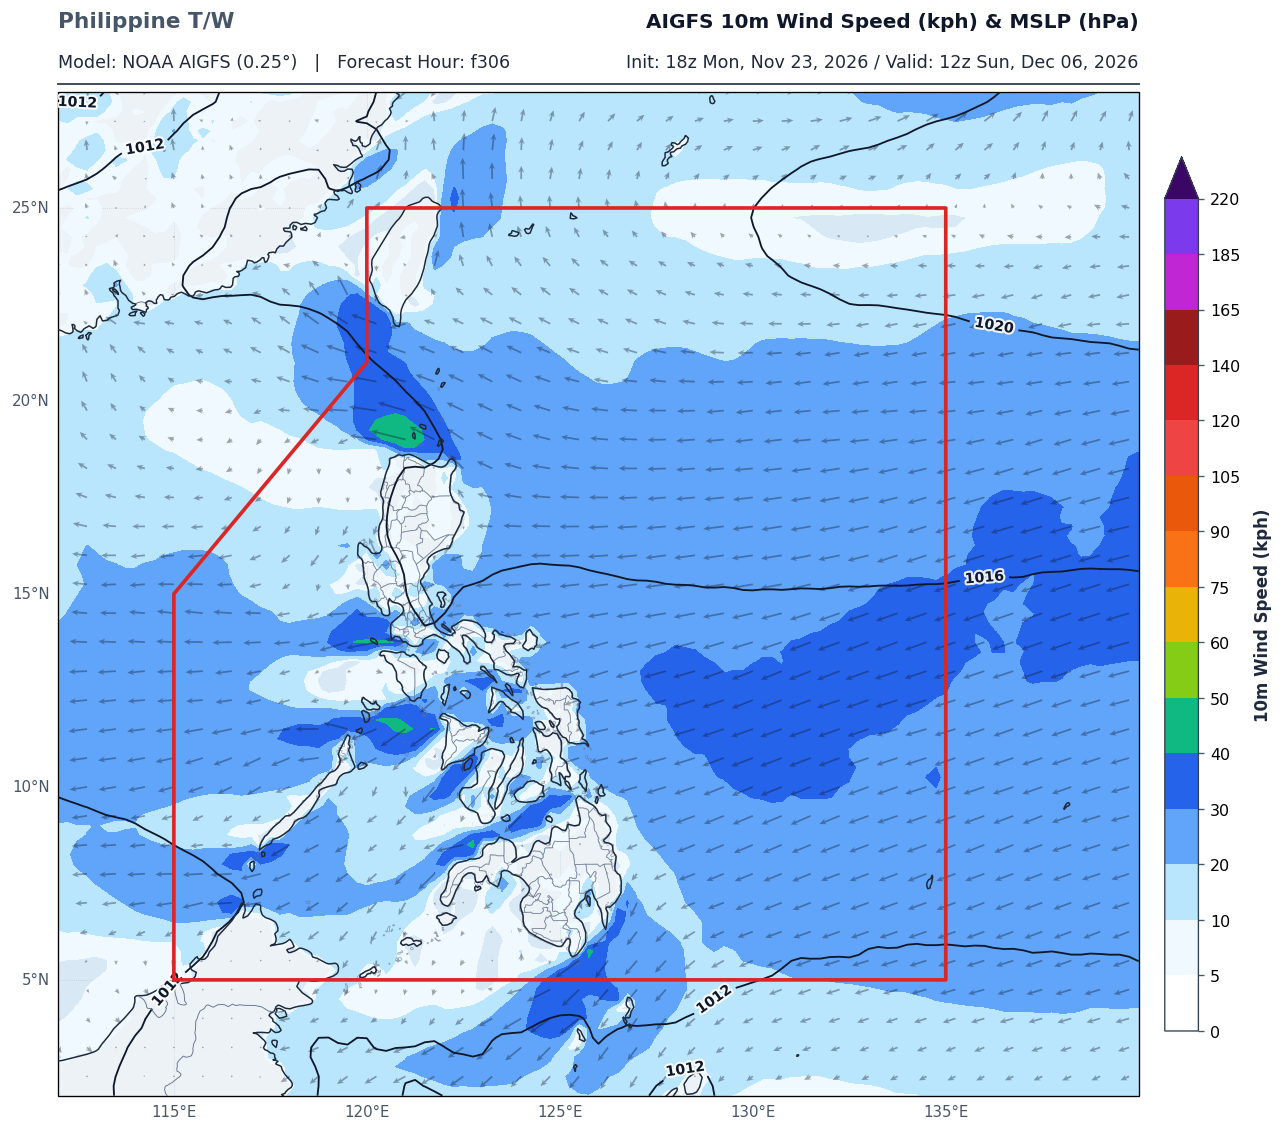 Philippine T/W
AIGFS 10m Wind Speed (kph) & MSLP (hPa)
Model: NOAA AIGFS (0.25°)   |   Forecast Hour: f306
Init: 18z Mon, Nov 23, 2026 / Valid: 12z Sun, Dec 06, 2026
1012
1012
25°N
20°N
15°N
10°N
5°N
1020
1016
1012
1012
1012
115°E
120°E
125°E
130°E
135°E
220
185
165
140
120
105
90
75
60
50
40
30
20
10
5
0
10m Wind Speed (kph)